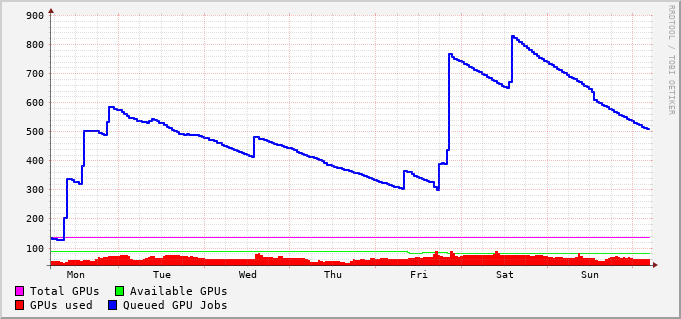 900
800
700
600
500
400
300
200
100
Mon Tue Wed Thu Fri Sat Sun
Total GPUs Available GPUs
GPUs used Queued GPU Jobs
RRDTOOL / TOBI OETIKER